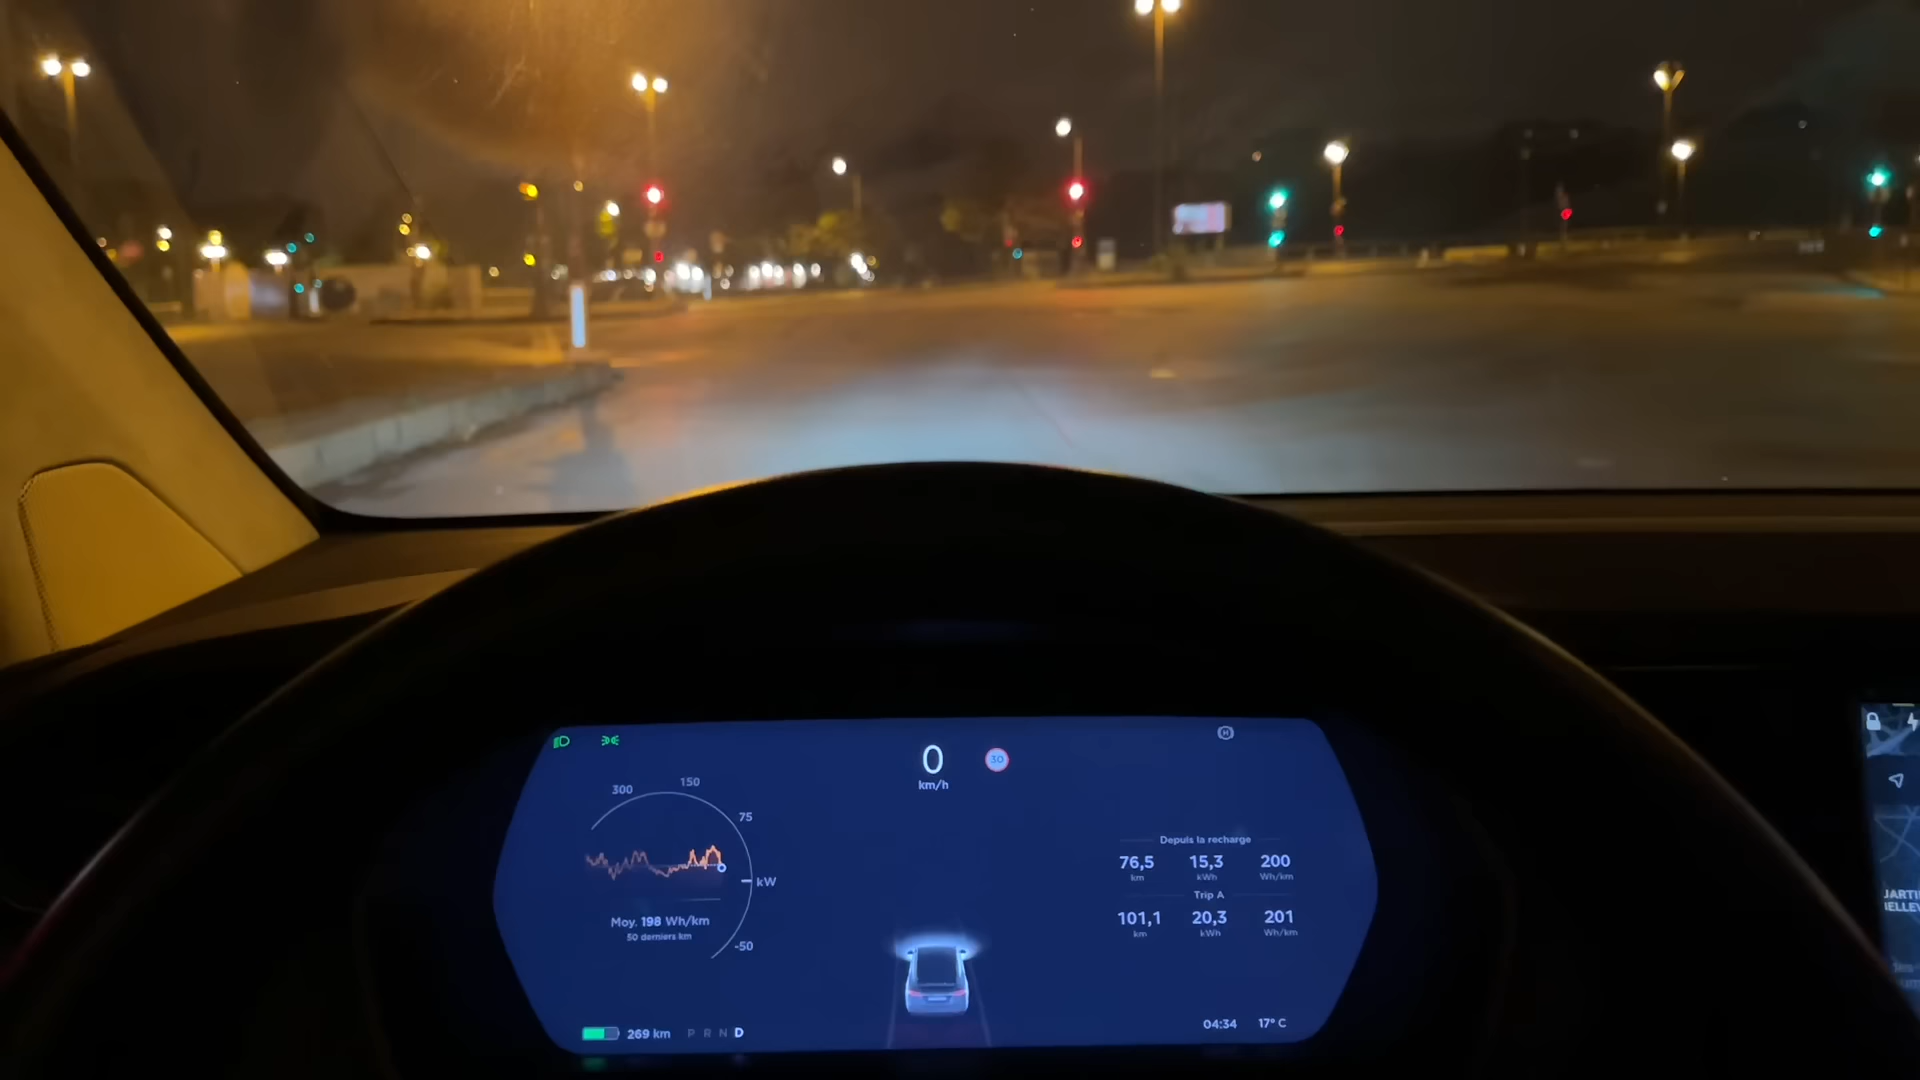 0
30
km/h
300
150
75
kW
-50
Moy. 198 Wh/km
50 derniers km
Depuis la recharge
76,5 15,3 200
km kWh Wh/km
Trip A
101,1 20,3 201
km kWh Wh/km
269 km P R N D
04:34 17° C